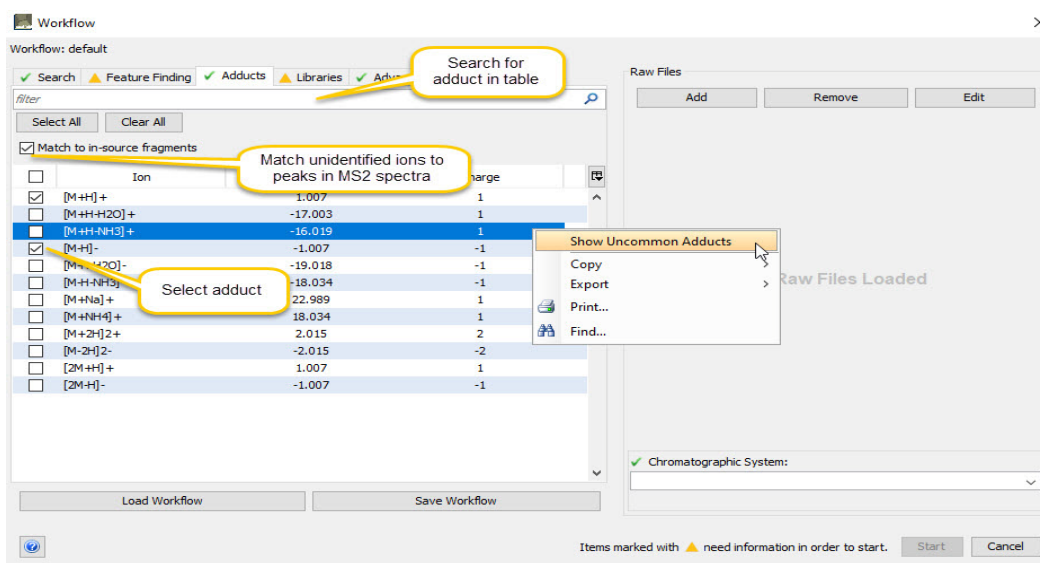 Workflow
Workflow: default
Search
Feature Finding
Adducts
Libraries
Search for
adduct in table
Raw Files
filter
Add
Remove
Edit
Select All
Clear All
Match to in-source fragments
Match unidentified ions to
peaks in MS2 spectra
Ion
[M+H]+ 1.007 1
[M+H-H2O]+ -17.003 1
[M+H-NH3]+ -16.019 1
[M-H]- -1.007 -1
-19.018 -1
[M-H-NH3] -18.034 -1
[M+Na]+ 22.989 1
[M+NH4]+ 18.034 1
[M+2H]2+ 2.015 2
[M-2H]2- -2.015 -2
[2M+H]+ 1.007 1
[2M-H]- -1.007 -1
Select adduct
Show Uncommon Adducts
Copy
Export
Print...
Find...
Raw Files Loaded
Chromatographic System:
Load Workflow
Save Workflow
Items marked with need information in order to start.
Start
Cancel